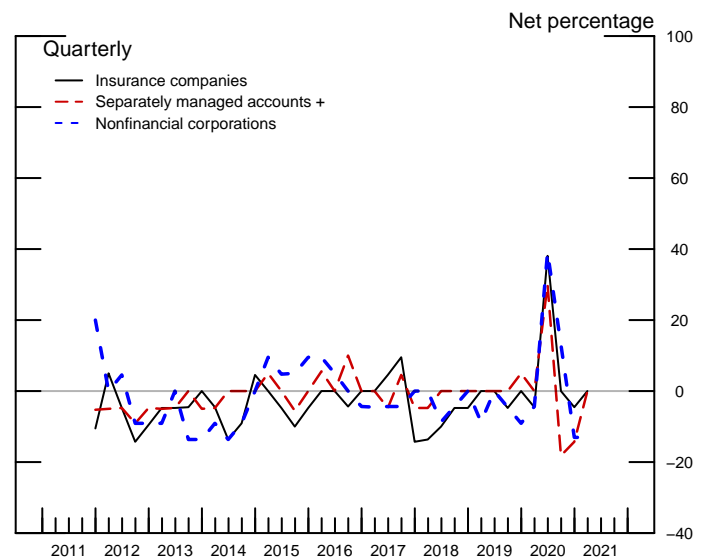 Net percentage
Quarterly
Insurance companies
Separately managed accounts +
Nonfinancial corporations
100
80
60
40
20
0
−20
−40
2011 2012 2013 2014 2015 2016 2017 2018 2019 2020 2021